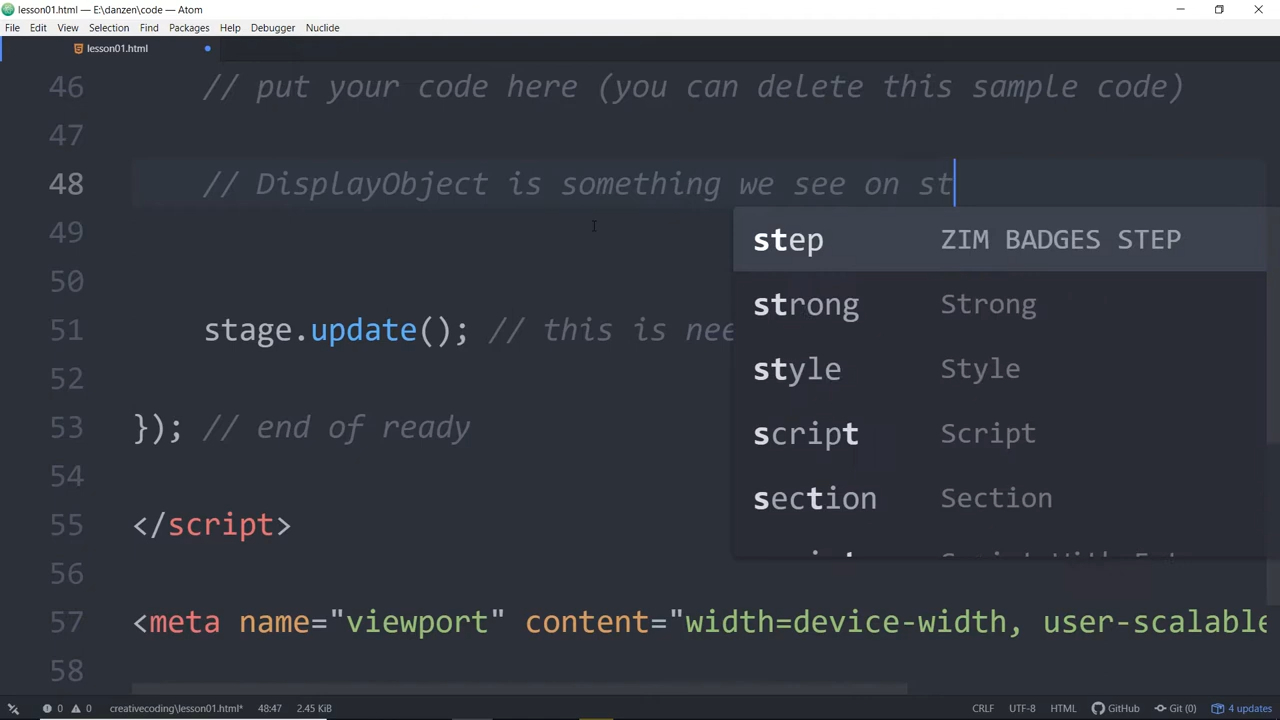 lesson01.html — E:\danzen\code — Atom
File Edit View Selection Find Packages Help Debugger Nuclide
lesson01.html
46 // put your code here (you can delete this sample code)
47
48 // DisplayObject is something we see on st
49
step ZIM BADGES STEP
50
strong Strong
51 stage.update(); // this is nee
style Style
52
53 }); // end of ready
script Script
54
section Section
55 </script>
56
57 <meta name="viewport" content="width=device-width, user-scalable
58
0 0 creativecoding\lesson01.html* 48:47 (2.45 KiB CRLF UTF-8 HTML GitHub Git (0) 4 updates